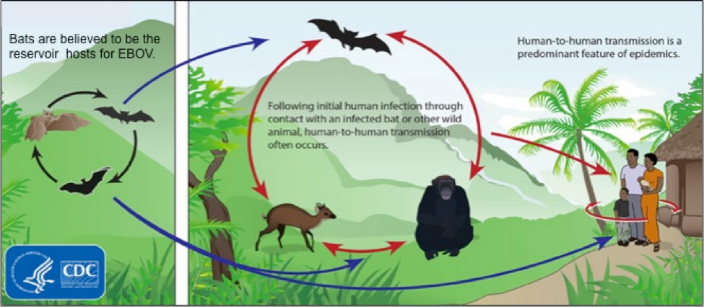 Bats are believed to be the
reservoir hosts for EBOV.
Following initial human infection through
contact with an infected bat or other wild
animal, human-to-human transmission
often occurs.
Human-to-human transmission is a
predominant feature of epidemics.
CDC